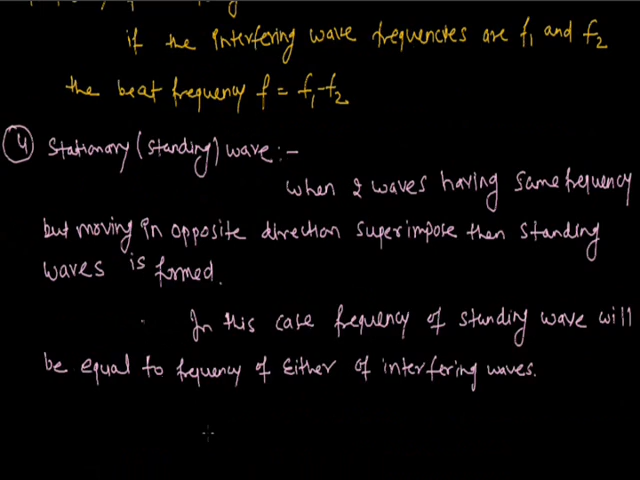 if the interfering wave frequencies are f₁ and f₂
the beat frequency f = f₁-f₂
4 Stationary (standing) wave :-
When 2 waves having same frequency
but moving in opposite direction superimpose then standing
waves is formed.
In this case frequency of standing wave will
be equal to frequency of either of interfering waves.